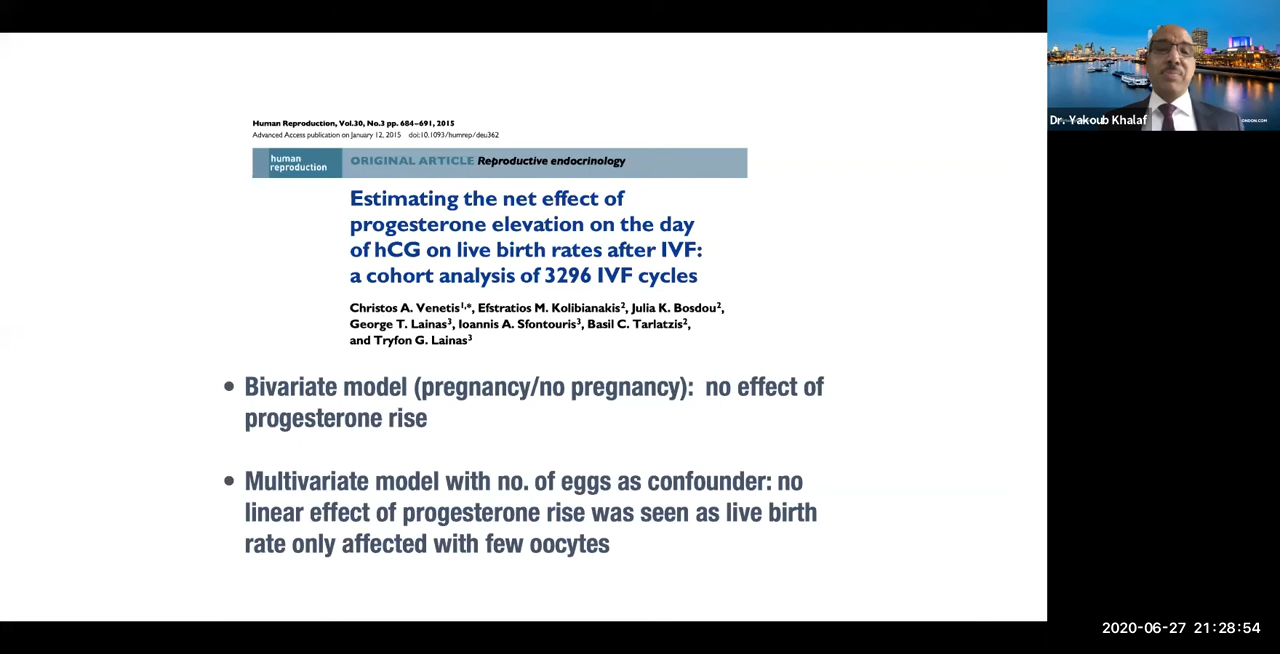 Human Reproduction, Vol.30, No.3 pp. 684–691, 2015
Advanced Access publication on January 12, 2015 doi:10.1093/humrep/deu362
human
reproduction
ORIGINAL ARTICLE Reproductive endocrinology
Estimating the net effect of
progesterone elevation on the day
of hCG on live birth rates after IVF:
a cohort analysis of 3296 IVF cycles
Christos A. Venetis1,*, Efstratios M. Kolibianakis2, Julia K. Bosdou2,
George T. Lainas3, Ioannis A. Sfontouris3, Basil C. Tarlatzis2,
and Tryfon G. Lainas3
• Bivariate model (pregnancy/no pregnancy): no effect of
progesterone rise
• Multivariate model with no. of eggs as confounder: no
linear effect of progesterone rise was seen as live birth
rate only affected with few oocytes
Dr. Yakoub Khalaf
2020-06-27 21:28:54